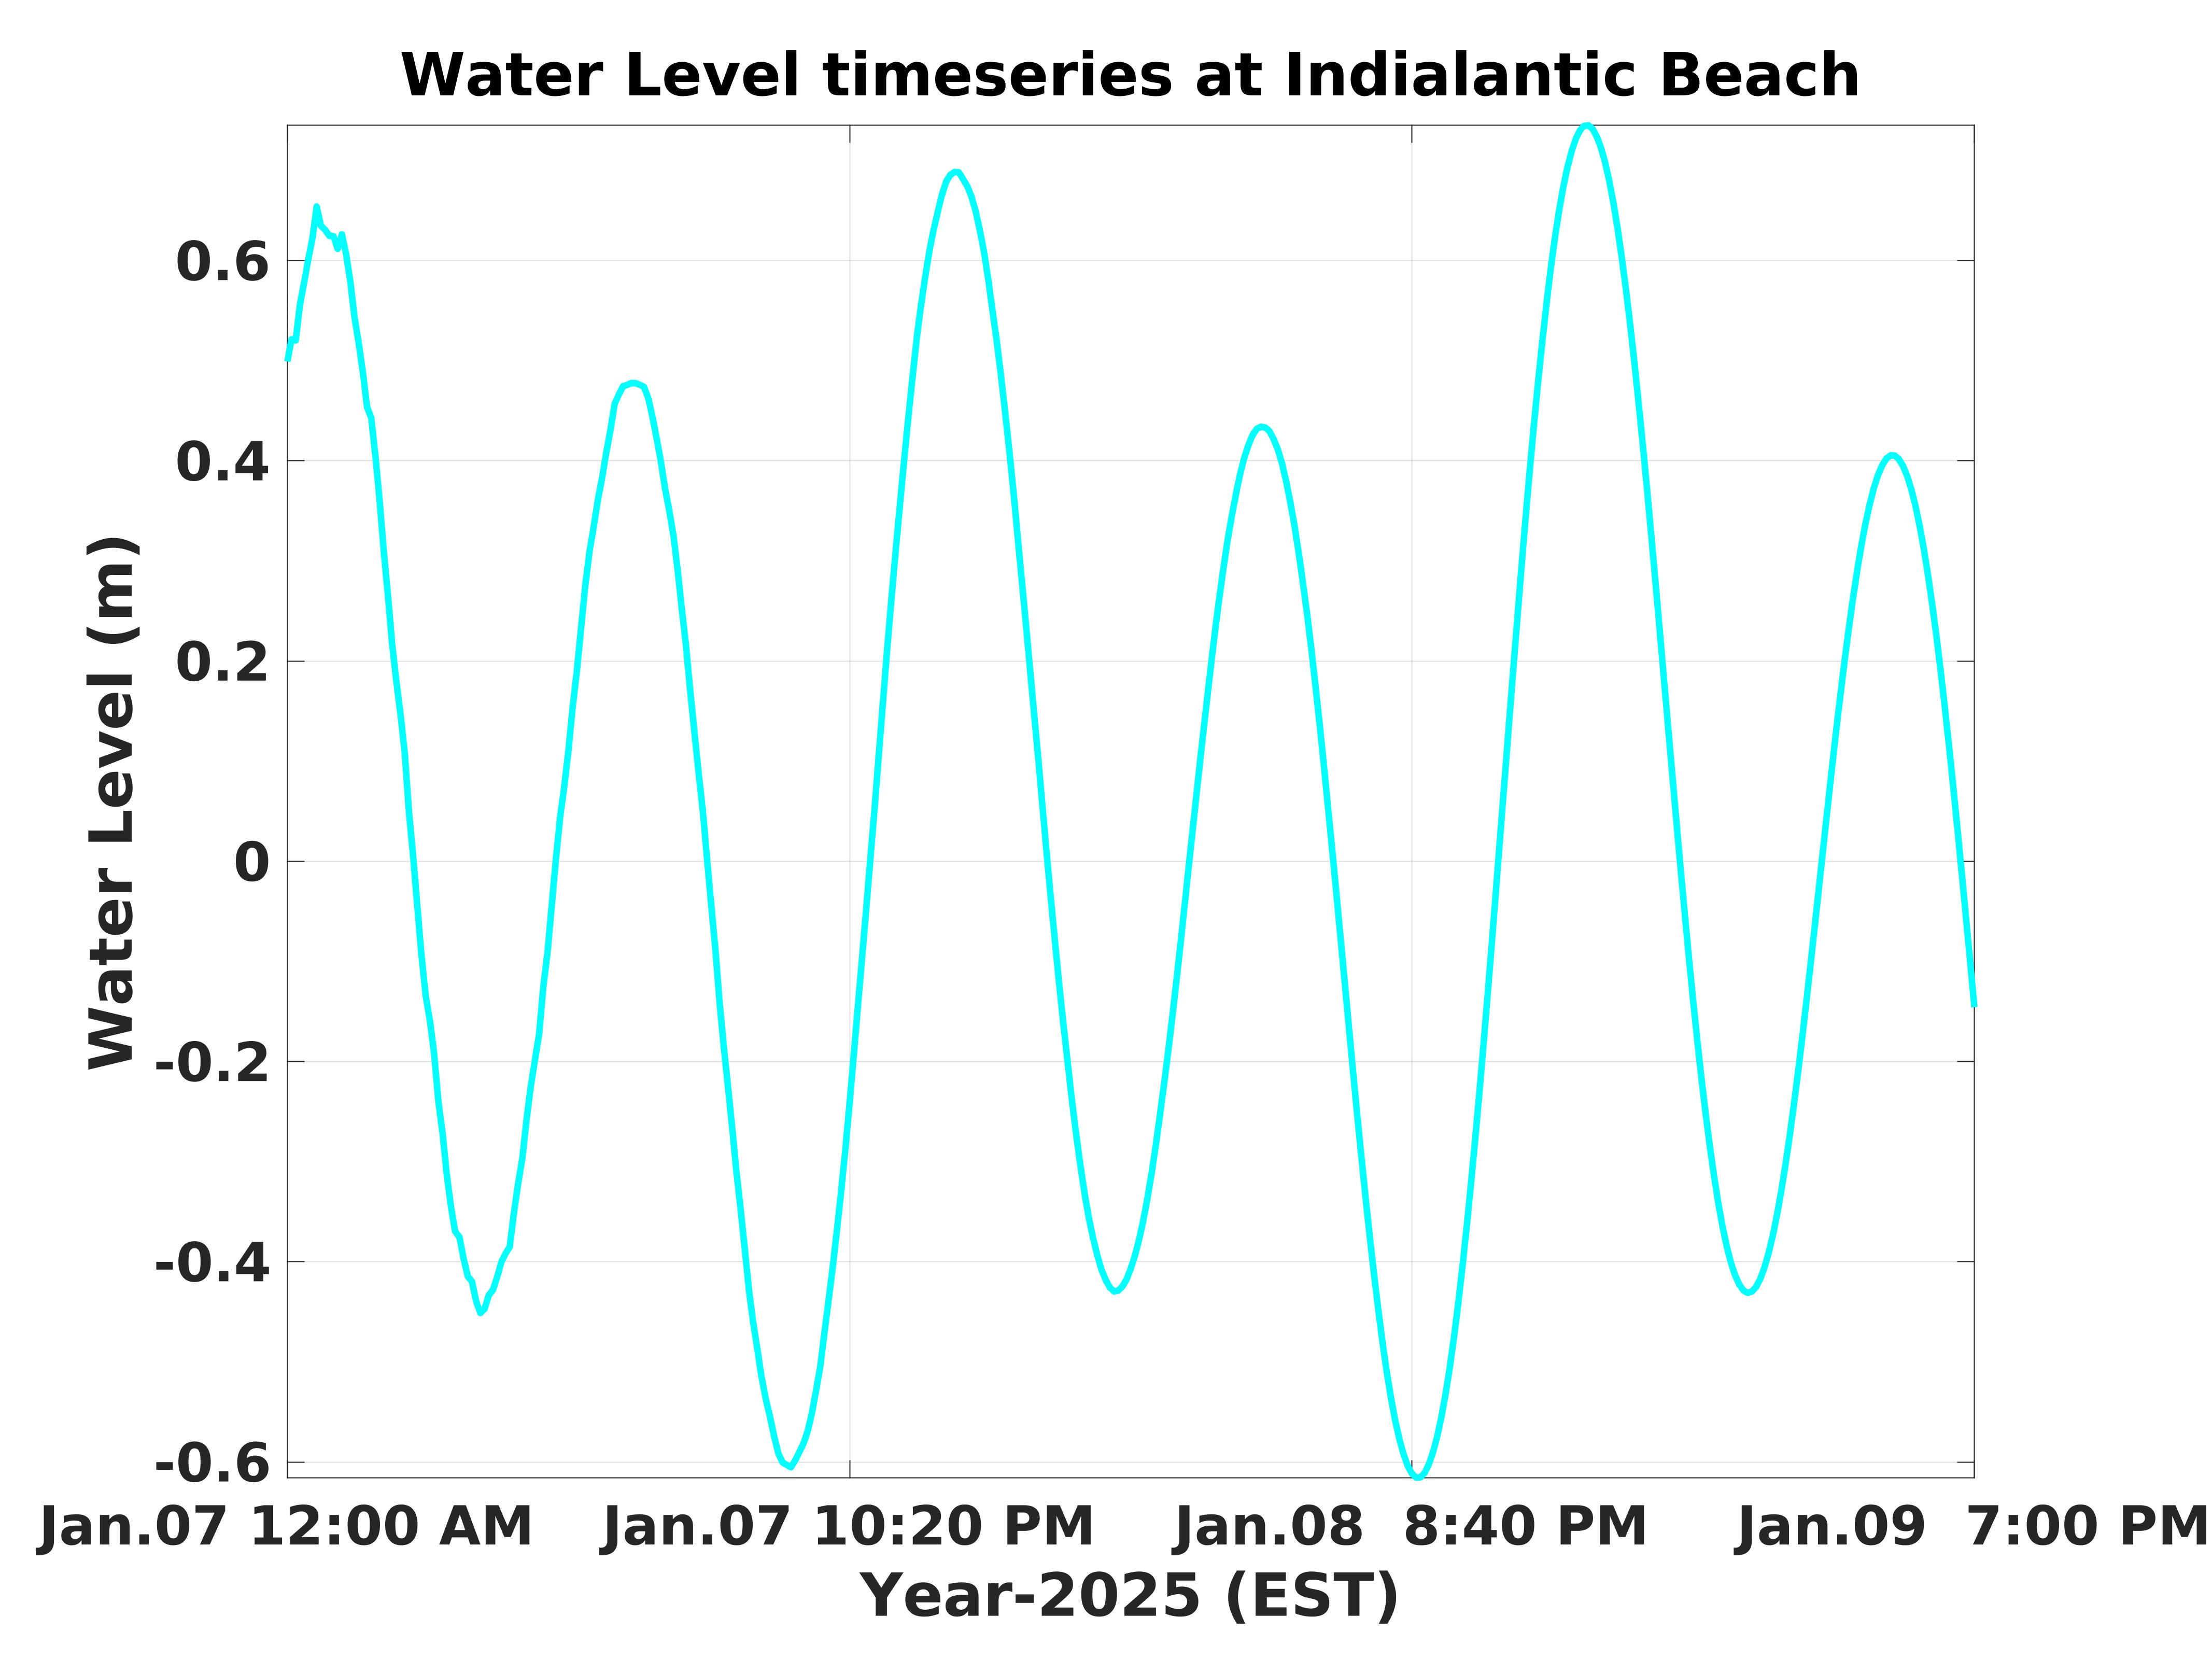 Water Level timeseries at Indialantic Beach
Water Level (m)
0.6
0.4
0.2
0
-0.2
-0.4
-0.6
Jan.07 12:00 AM Jan.07 10:20 PM Jan.08 8:40 PM Jan.09 7:00 PM
Year-2025 (EST)